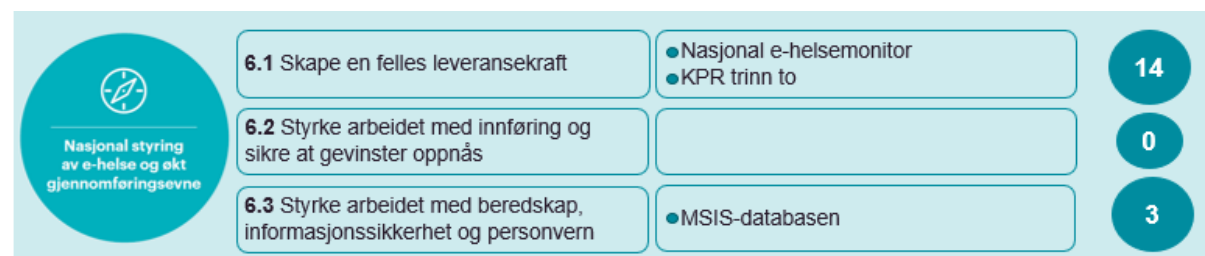 Nasjonal styring
av e-helse og økt
gjennomføringsevne
6.1 Skape en felles leveransekraft
●Nasjonal e-helsemonitor
●KPR trinn to
14
6.2 Styrke arbeidet med innføring og
sikre at gevinster oppnås
0
6.3 Styrke arbeidet med beredskap,
informasjonssikkerhet og personvern
●MSIS-databasen
3